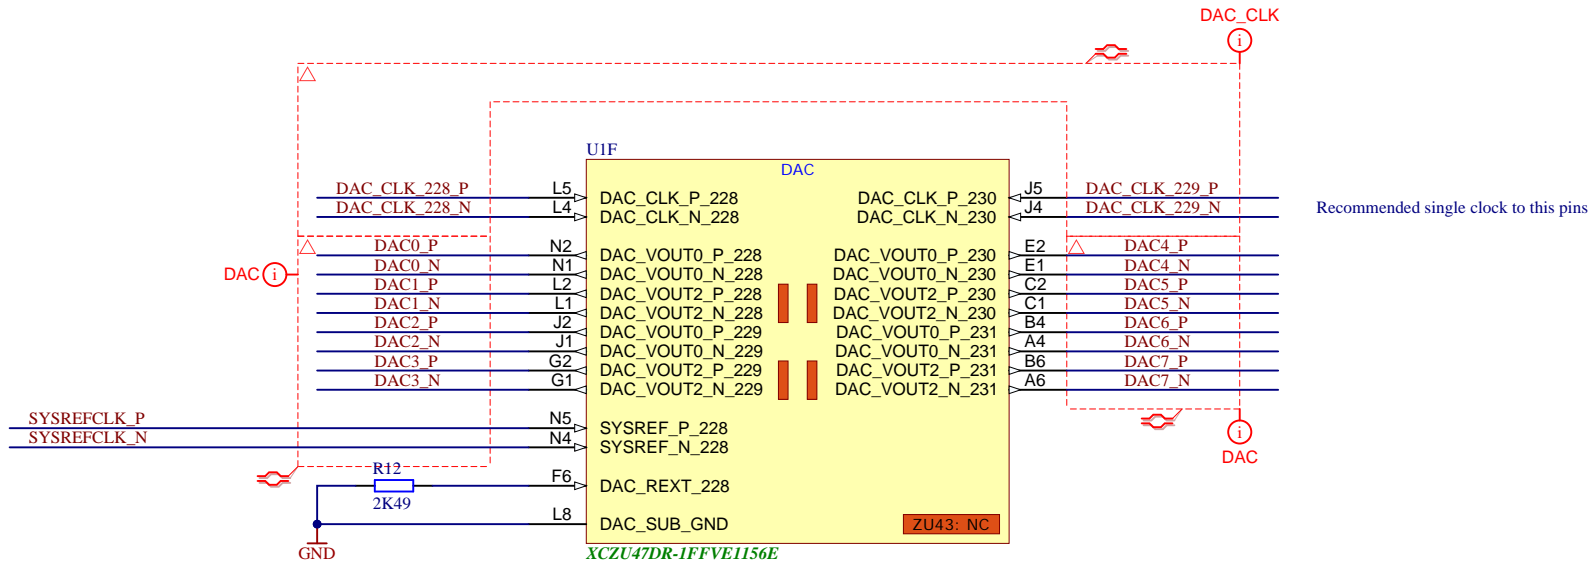 DAC_CLK
i
U1F
DAC
DAC_CLK_228_P L5 DAC_CLK_P_228 DAC_CLK_P_230 J5 DAC_CLK_229_P
DAC_CLK_228_N L4 DAC_CLK_N_228 DAC_CLK_N_230 J4 DAC_CLK_229_N
Recommended single clock to this pins
DAC0_P N2 DAC_VOUT0_P_228 DAC_VOUT0_P_230 E2 DAC4_P
DAC i
DAC0_N N1 DAC_VOUT0_N_228 DAC_VOUT0_N_230 E1 DAC4_N
DAC1_P L2 DAC_VOUT2_P_228 DAC_VOUT2_P_230 C2 DAC5_P
DAC1_N L1 DAC_VOUT2_N_228 DAC_VOUT2_N_230 C1 DAC5_N
DAC2_P J2 DAC_VOUT0_P_229 DAC_VOUT0_P_231 B4 DAC6_P
DAC2_N J1 DAC_VOUT0_N_229 DAC_VOUT0_N_231 A4 DAC6_N
DAC3_P G2 DAC_VOUT2_P_229 DAC_VOUT2_P_231 B6 DAC7_P
DAC3_N G1 DAC_VOUT2_N_229 DAC_VOUT2_N_231 A6 DAC7_N
SYSREFCLK_P N5 SYSREF_P_228
SYSREFCLK_N N4 SYSREF_N_228
i
DAC
R12
F6 DAC_REXT_228
2K49
L8 DAC_SUB_GND
ZU43: NC
GND
XCZU47DR-1FFVE1156E